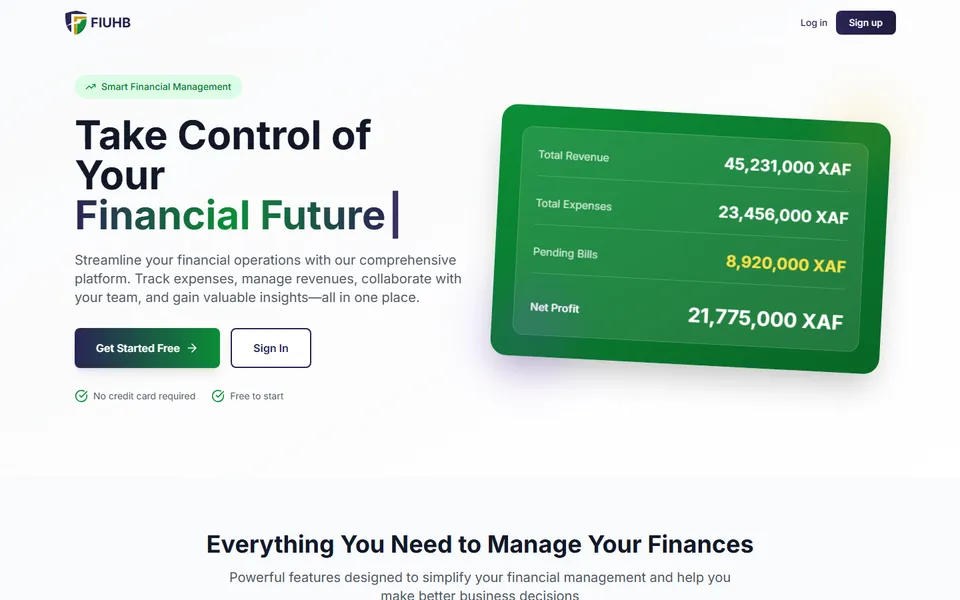 FIUHB
Log in
Sign up
Smart Financial Management
Take Control of
Your
Financial Future
Streamline your financial operations with our comprehensive
platform. Track expenses, manage revenues, collaborate with
your team, and gain valuable insights—all in one place.
Get Started Free
Sign In
No credit card required
Free to start
Total Revenue
45,231,000 XAF
Total Expenses
23,456,000 XAF
Pending Bills
8,920,000 XAF
Net Profit
21,775,000 XAF
Everything You Need to Manage Your Finances
Powerful features designed to simplify your financial management and help you
make better business decisions